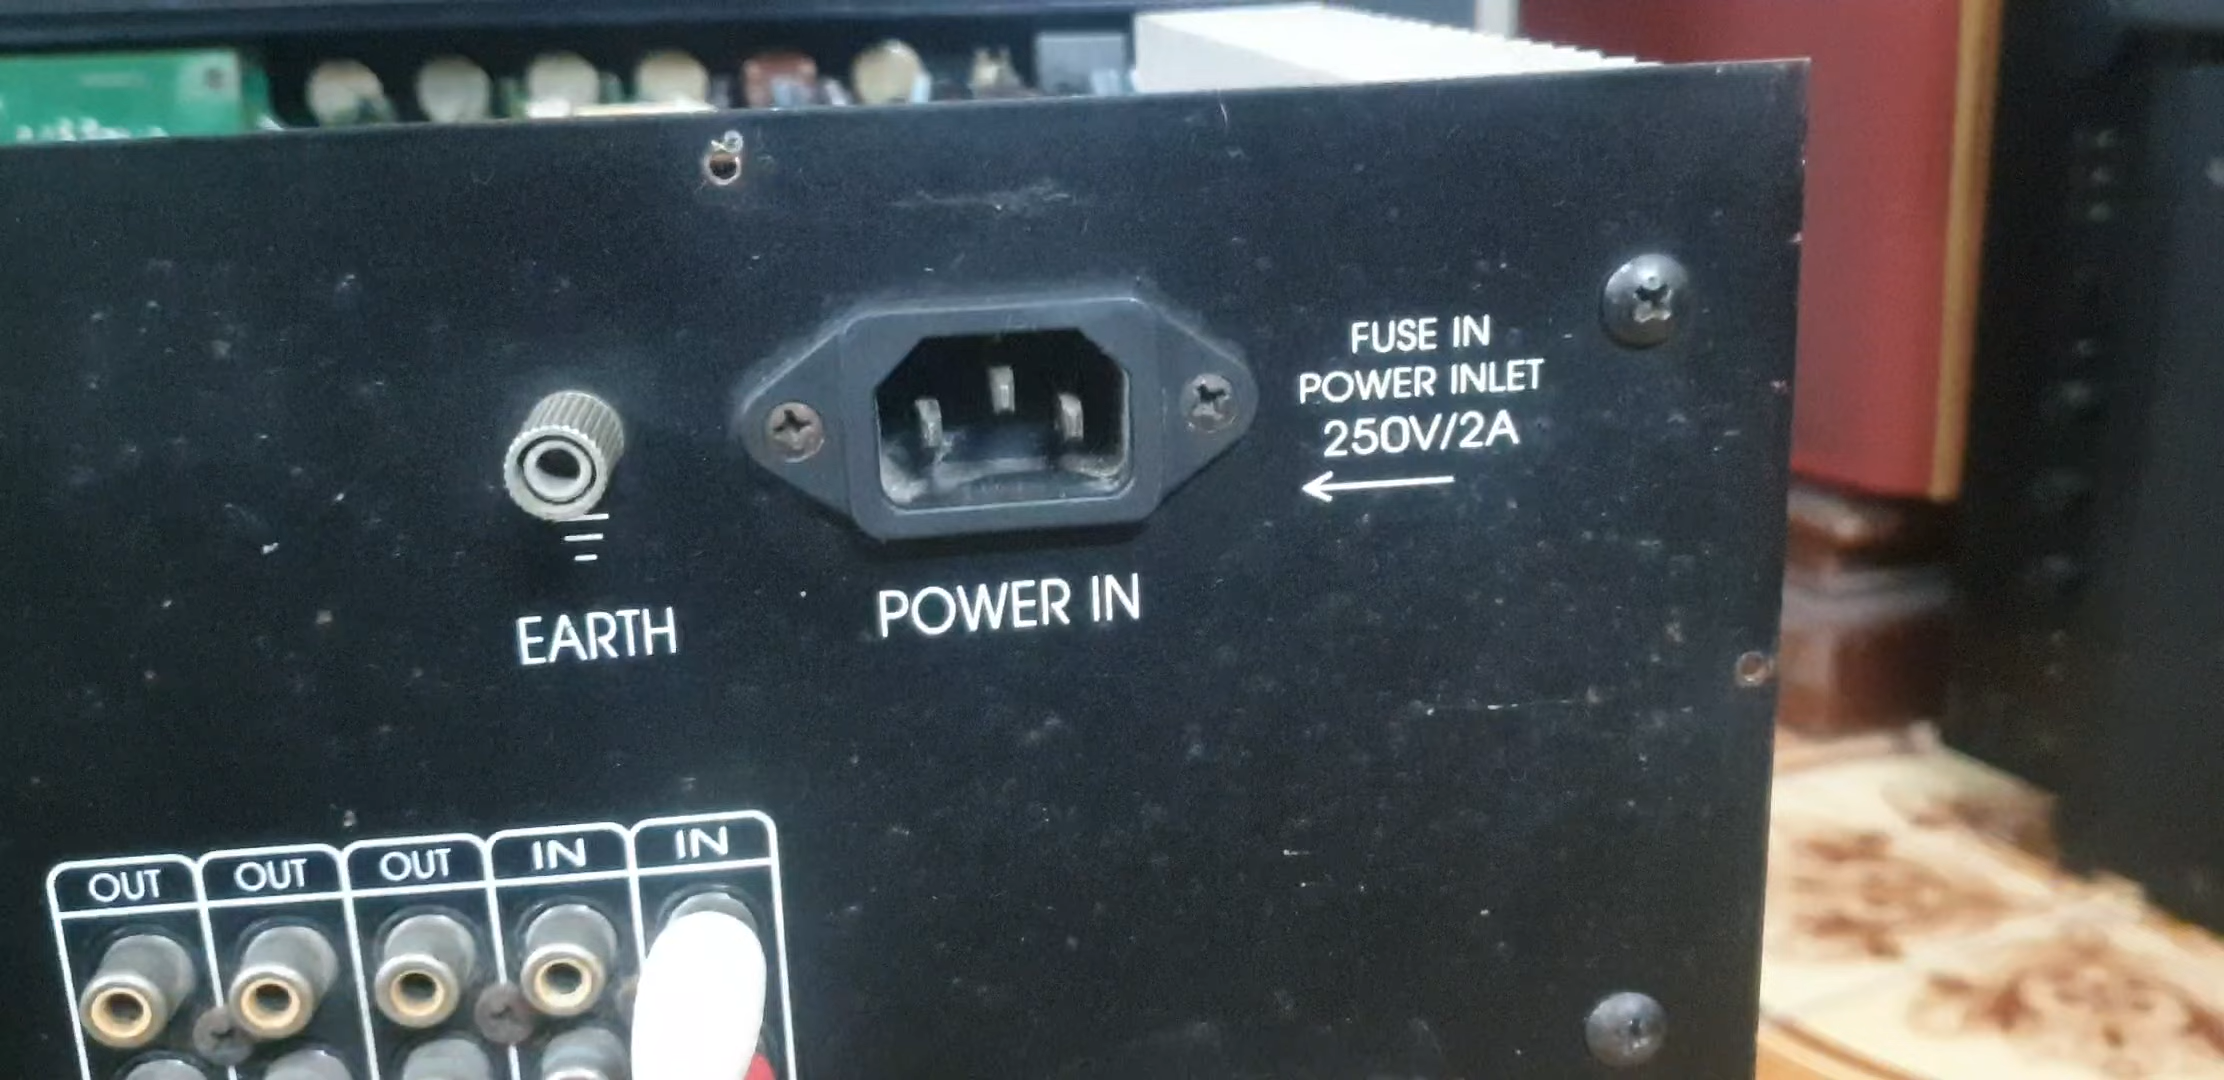 FUSE IN
POWER INLET
250V/2A
EARTH
POWER IN
OUT OUT OUT IN IN